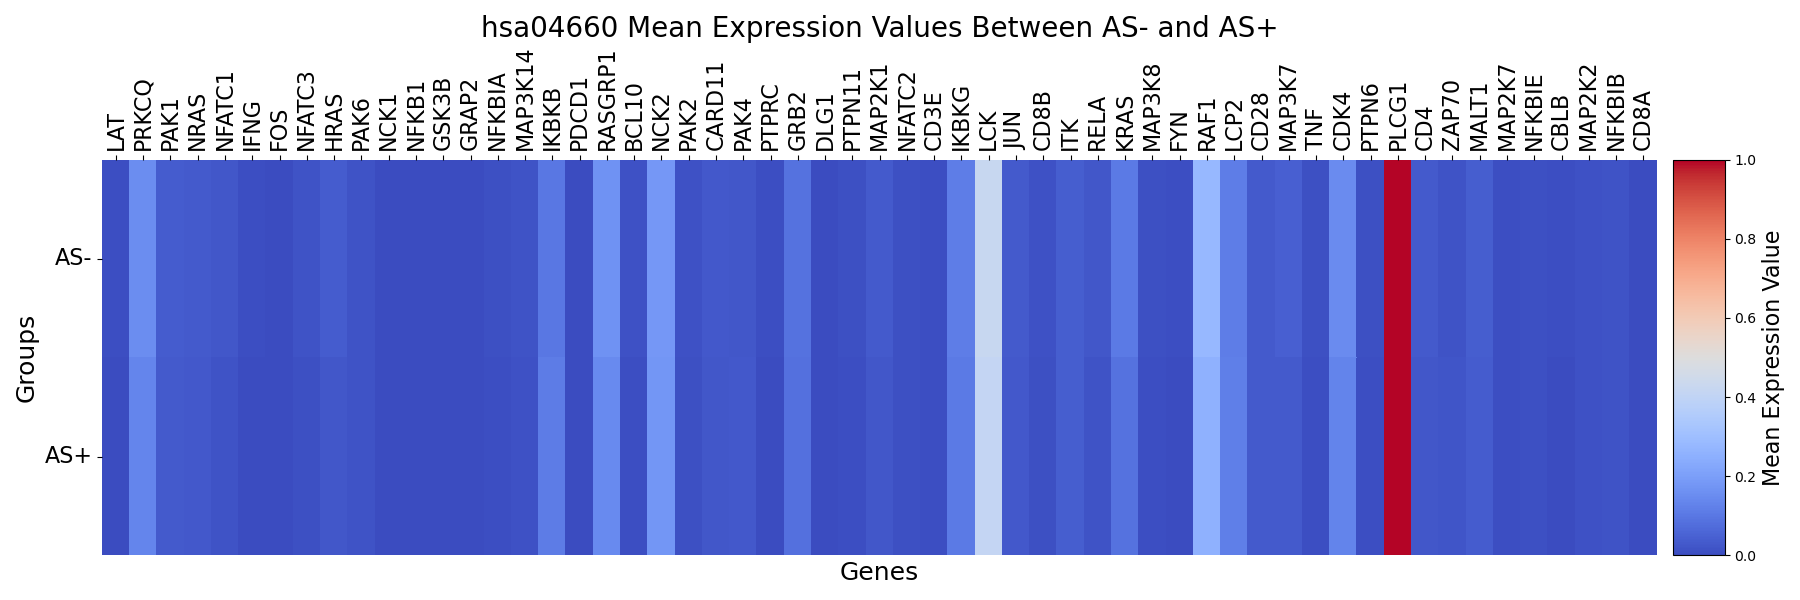 hsa04660 Mean Expression Values Between AS- and AS+
LAT
PRKCQ
PAK1
NRAS
NFATC1
IFNG
FOS
NFATC3
HRAS
PAK6
NCK1
NFKB1
GSK3B
GRAP2
NFKBIA
MAP3K14
IKBKB
PDCD1
RASGRP1
BCL10
NCK2
PAK2
CARD11
PAK4
PTPRC
GRB2
DLG1
PTPN11
MAP2K1
NFATC2
CD3E
IKBKG
LCK
JUN
CD8B
ITK
RELA
KRAS
MAP3K8
FYN
RAF1
LCP2
CD28
MAP3K7
TNF
CDK4
PTPN6
PLCG1
CD4
ZAP70
MALT1
MAP2K7
NFKBIE
CBLB
MAP2K2
NFKBIB
CD8A
AS-
AS+
Groups
Genes
1.0
0.8
0.6
0.4
0.2
0.0
Mean Expression Value